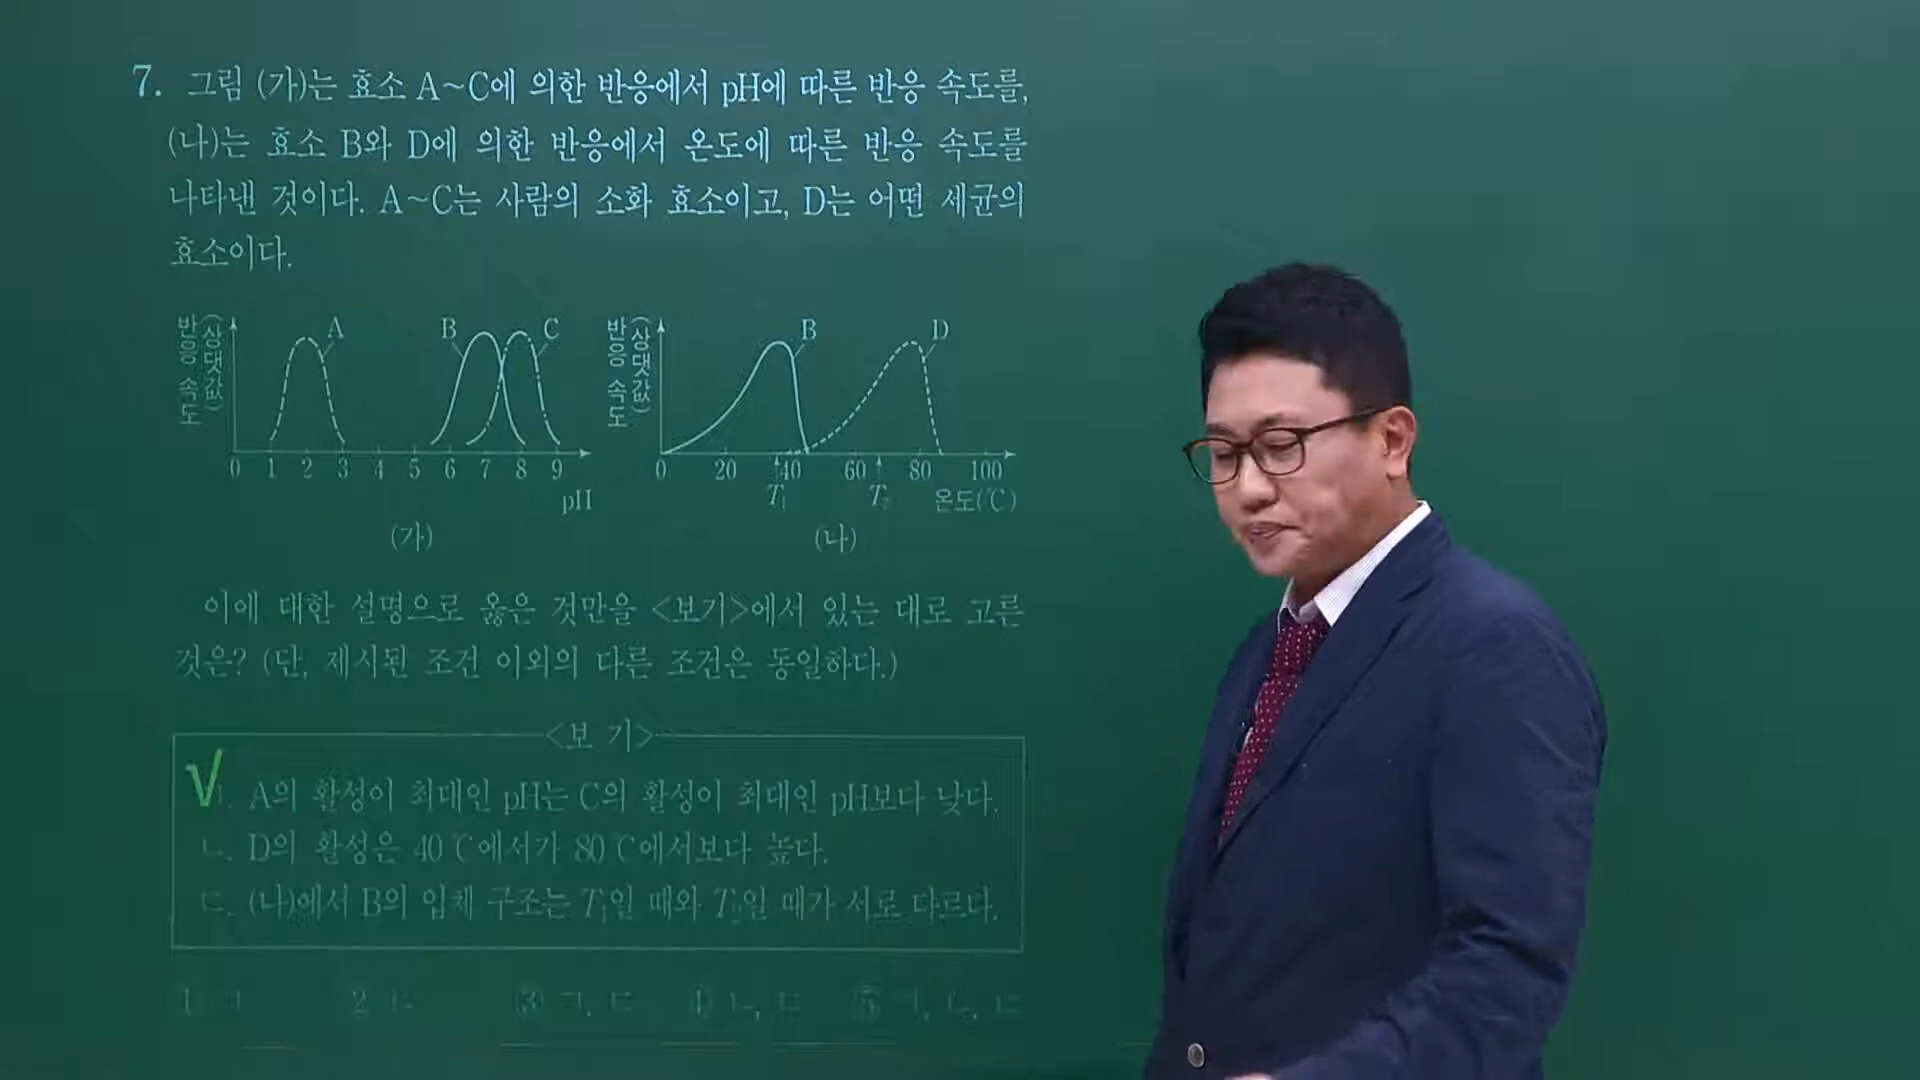 7. 그림 (가)는 효소 A~C에 의한 반응에서 pH에 따른 반응 속도를,
(나)는 효소 B와 D에 의한 반응에서 온도에 따른 반응 속도를
나타낸 것이다. A~C는 사람의 소화 효소이고, D는 어떤 세균의
효소이다.
반응 속도 (상댓값)
A
B
C
0 1 2 3 4 5 6 7 8 9
pH
(가)
반응 속도 (상댓값)
B
D
0 20 40 60 80 100
T₁ T₂ 온도(℃)
(나)
이에 대한 설명으로 옳은 것만을 <보기>에서 있는 대로 고른
것은? (단, 제시된 조건 이외의 다른 조건은 동일하다.)
<보 기>
A의 활성이 최대인 pH는 C의 활성이 최대인 pH보다 낮다.
ㄴ. D의 활성은 40℃에서가 80℃에서보다 높다.
ㄷ. (나)에서 B의 입체 구조는 T₁일 때와 T₂일 때가 서로 다르다.
① ㄱ ② ㄴ ③ ㄱ, ㄷ ④ ㄴ, ㄷ ⑤ ㄱ, ㄴ, ㄷ